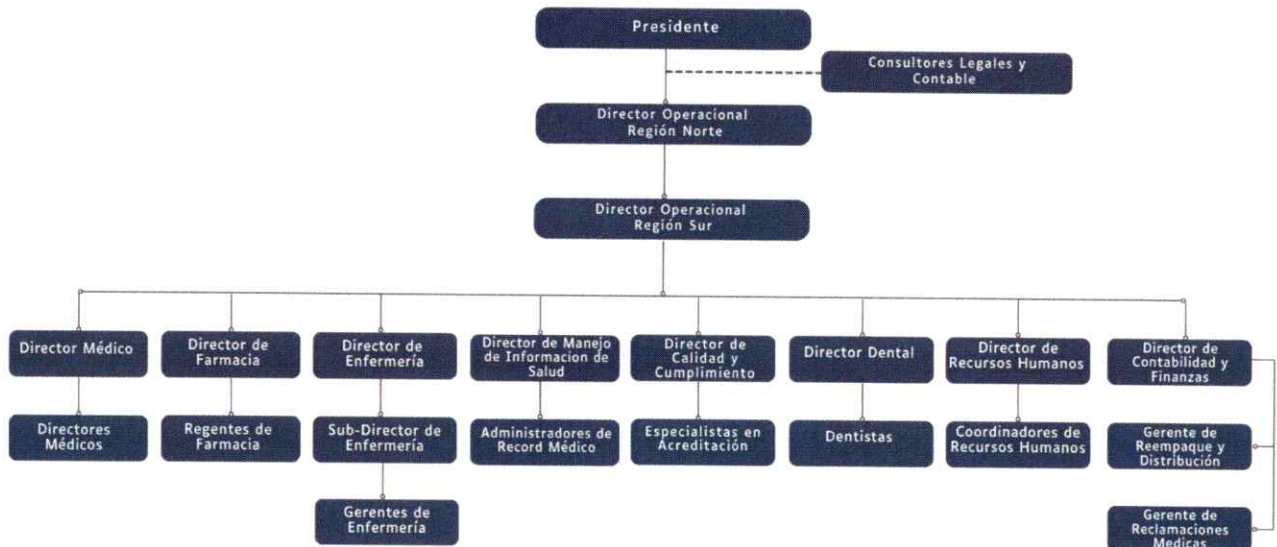 Presidente
Consultores Legales y
Contable
Director Operacional
Región Norte
Director Operacional
Región Sur
Director Médico
Director de
Farmacia
Director de
Enfermería
Director de Manejo
de Informacion de
Salud
Director de
Calidad y
Cumplimiento
Director Dental
Director de
Recursos Humanos
Director de
Contabilidad y
Finanzas
Directores
Médicos
Regentes de
Farmacia
Sub-Director de
Enfermería
Administradores de
Record Médico
Especialistas en
Acreditación
Dentistas
Coordinadores de
Recursos Humanos
Gerente de
Reempaque y
Distribución
Gerentes de
Enfermería
Gerente de
Reclamaciones
Medicas